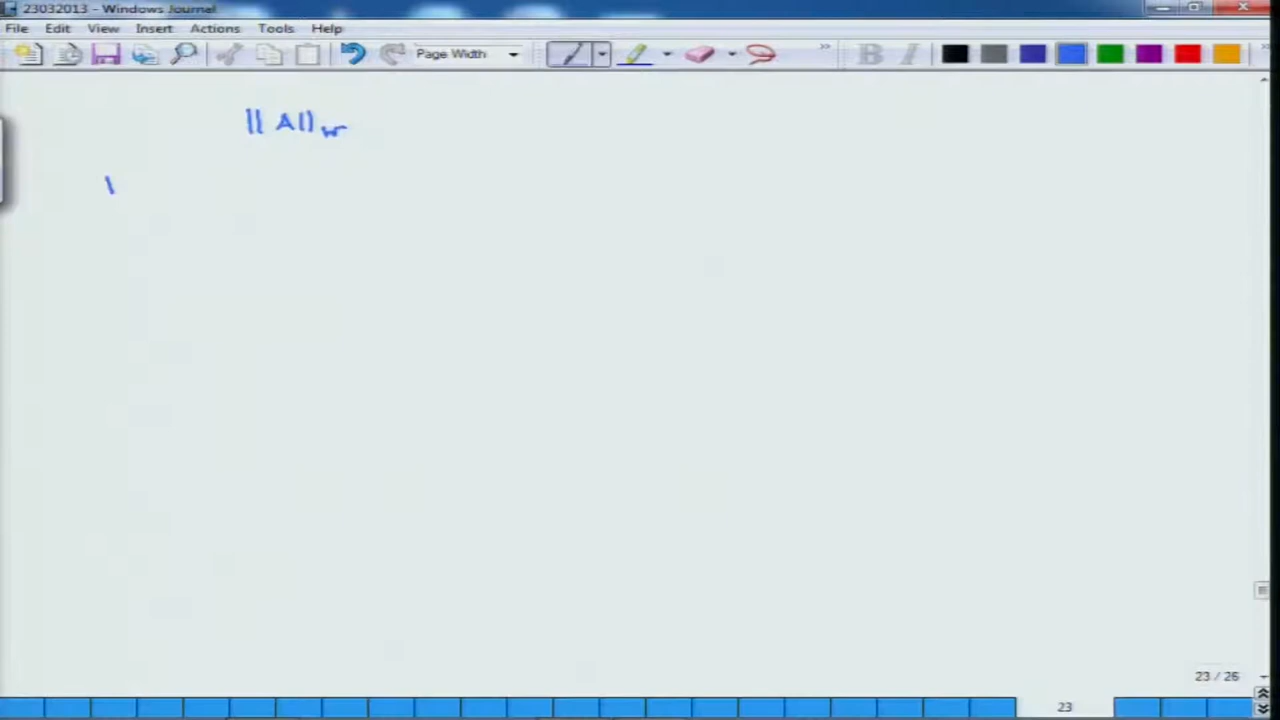 23032013 - Windows Journal
File Edit View Insert Actions Tools Help
Page Width
B I
|| A ||w
\
23 / 26
23